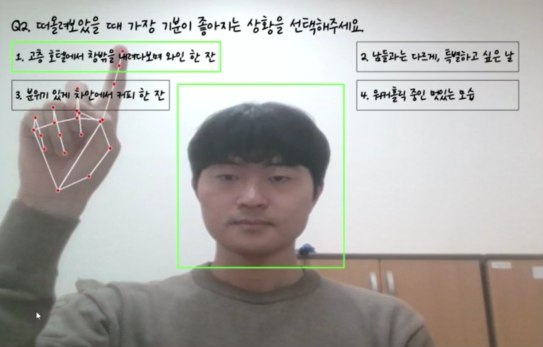 Q2. 떠올려보았을 때 가장 기분이 좋아지는 상황을 선택해주세요.
1. 고층 호텔에서 창밖을 내려다보며 와인 한 잔
2. 남들과는 다르게, 특별하고 싶은 날
3. 분위기 있게 차안에서 커피 한 잔
4. 워커홀릭 중인 멋있는 모습